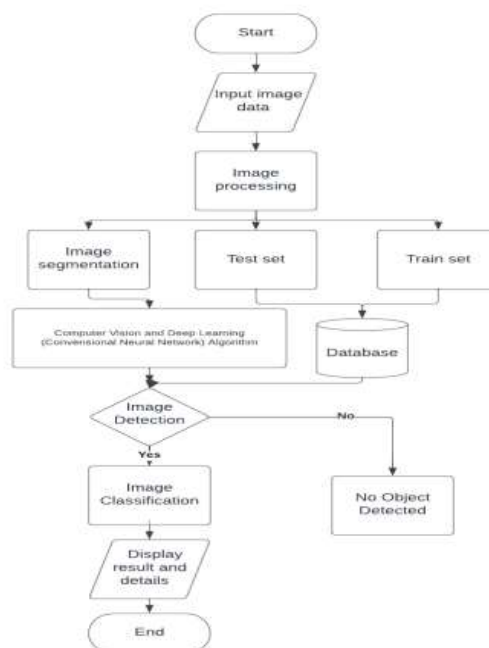 Start
Input image
data
Image
processing
Image
segmentation
Test set
Train set
Computer Vision and Deep Learning
(Conventional Neural Network) Algorithm
Database
Image
Detection
No
Yes
Image
Classification
No Object
Detected
Display
result and
details
End